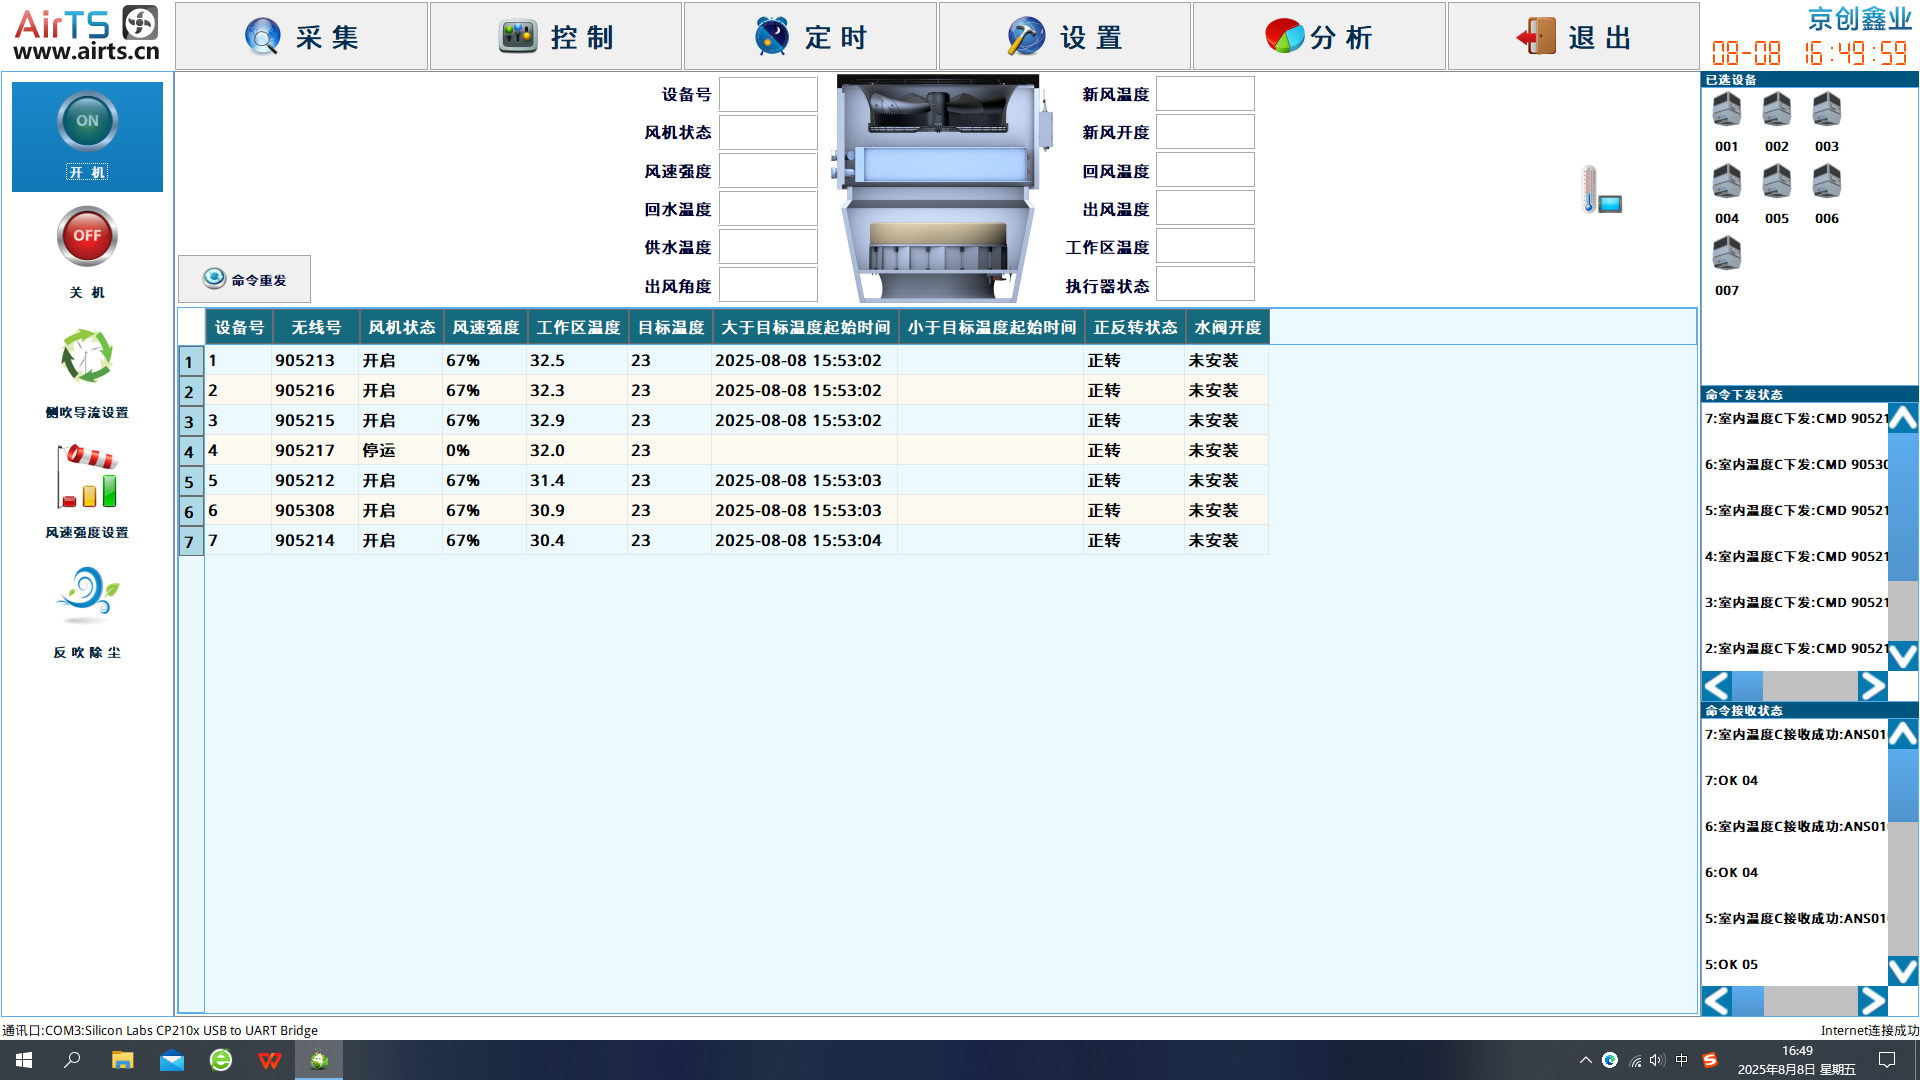 AirTS
www.airts.cn
采集
控制
定时
设置
分析
退出
京创鑫业
08-08 16:49:59
ON
开 机
OFF
关 机
侧吹导流设置
风速强度设置
反 吹 除 尘
设备号
风机状态
风速强度
回水温度
供水温度
出风角度
新风温度
新风开度
回风温度
出风温度
工作区温度
执行器状态
命令重发
设备号 无线号 风机状态 风速强度 工作区温度 目标温度 大于目标温度起始时间 小于目标温度起始时间 正反转状态 水阀开度
1 1 905213 开启 67% 32.5 23 2025-08-08 15:53:02 正转 未安装
2 2 905216 开启 67% 32.3 23 2025-08-08 15:53:02 正转 未安装
3 3 905215 开启 67% 32.9 23 2025-08-08 15:53:02 正转 未安装
4 4 905217 停运 0% 32.0 23 正转 未安装
5 5 905212 开启 67% 31.4 23 2025-08-08 15:53:03 正转 未安装
6 6 905308 开启 67% 30.9 23 2025-08-08 15:53:03 正转 未安装
7 7 905214 开启 67% 30.4 23 2025-08-08 15:53:04 正转 未安装
已选设备
001 002 003
004 005 006
007
命令下发状态
7:室内温度C下发:CMD 90521
6:室内温度C下发:CMD 90530
5:室内温度C下发:CMD 90521
4:室内温度C下发:CMD 90521
3:室内温度C下发:CMD 90521
2:室内温度C下发:CMD 90521
命令接收状态
7:室内温度C接收成功:ANS01
7:OK 04
6:室内温度C接收成功:ANS01
6:OK 04
5:室内温度C接收成功:ANS01
5:OK 05
通讯口:COM3:Silicon Labs CP210x USB to UART Bridge
Internet连接成功
中
16:49
2025年8月8日 星期五